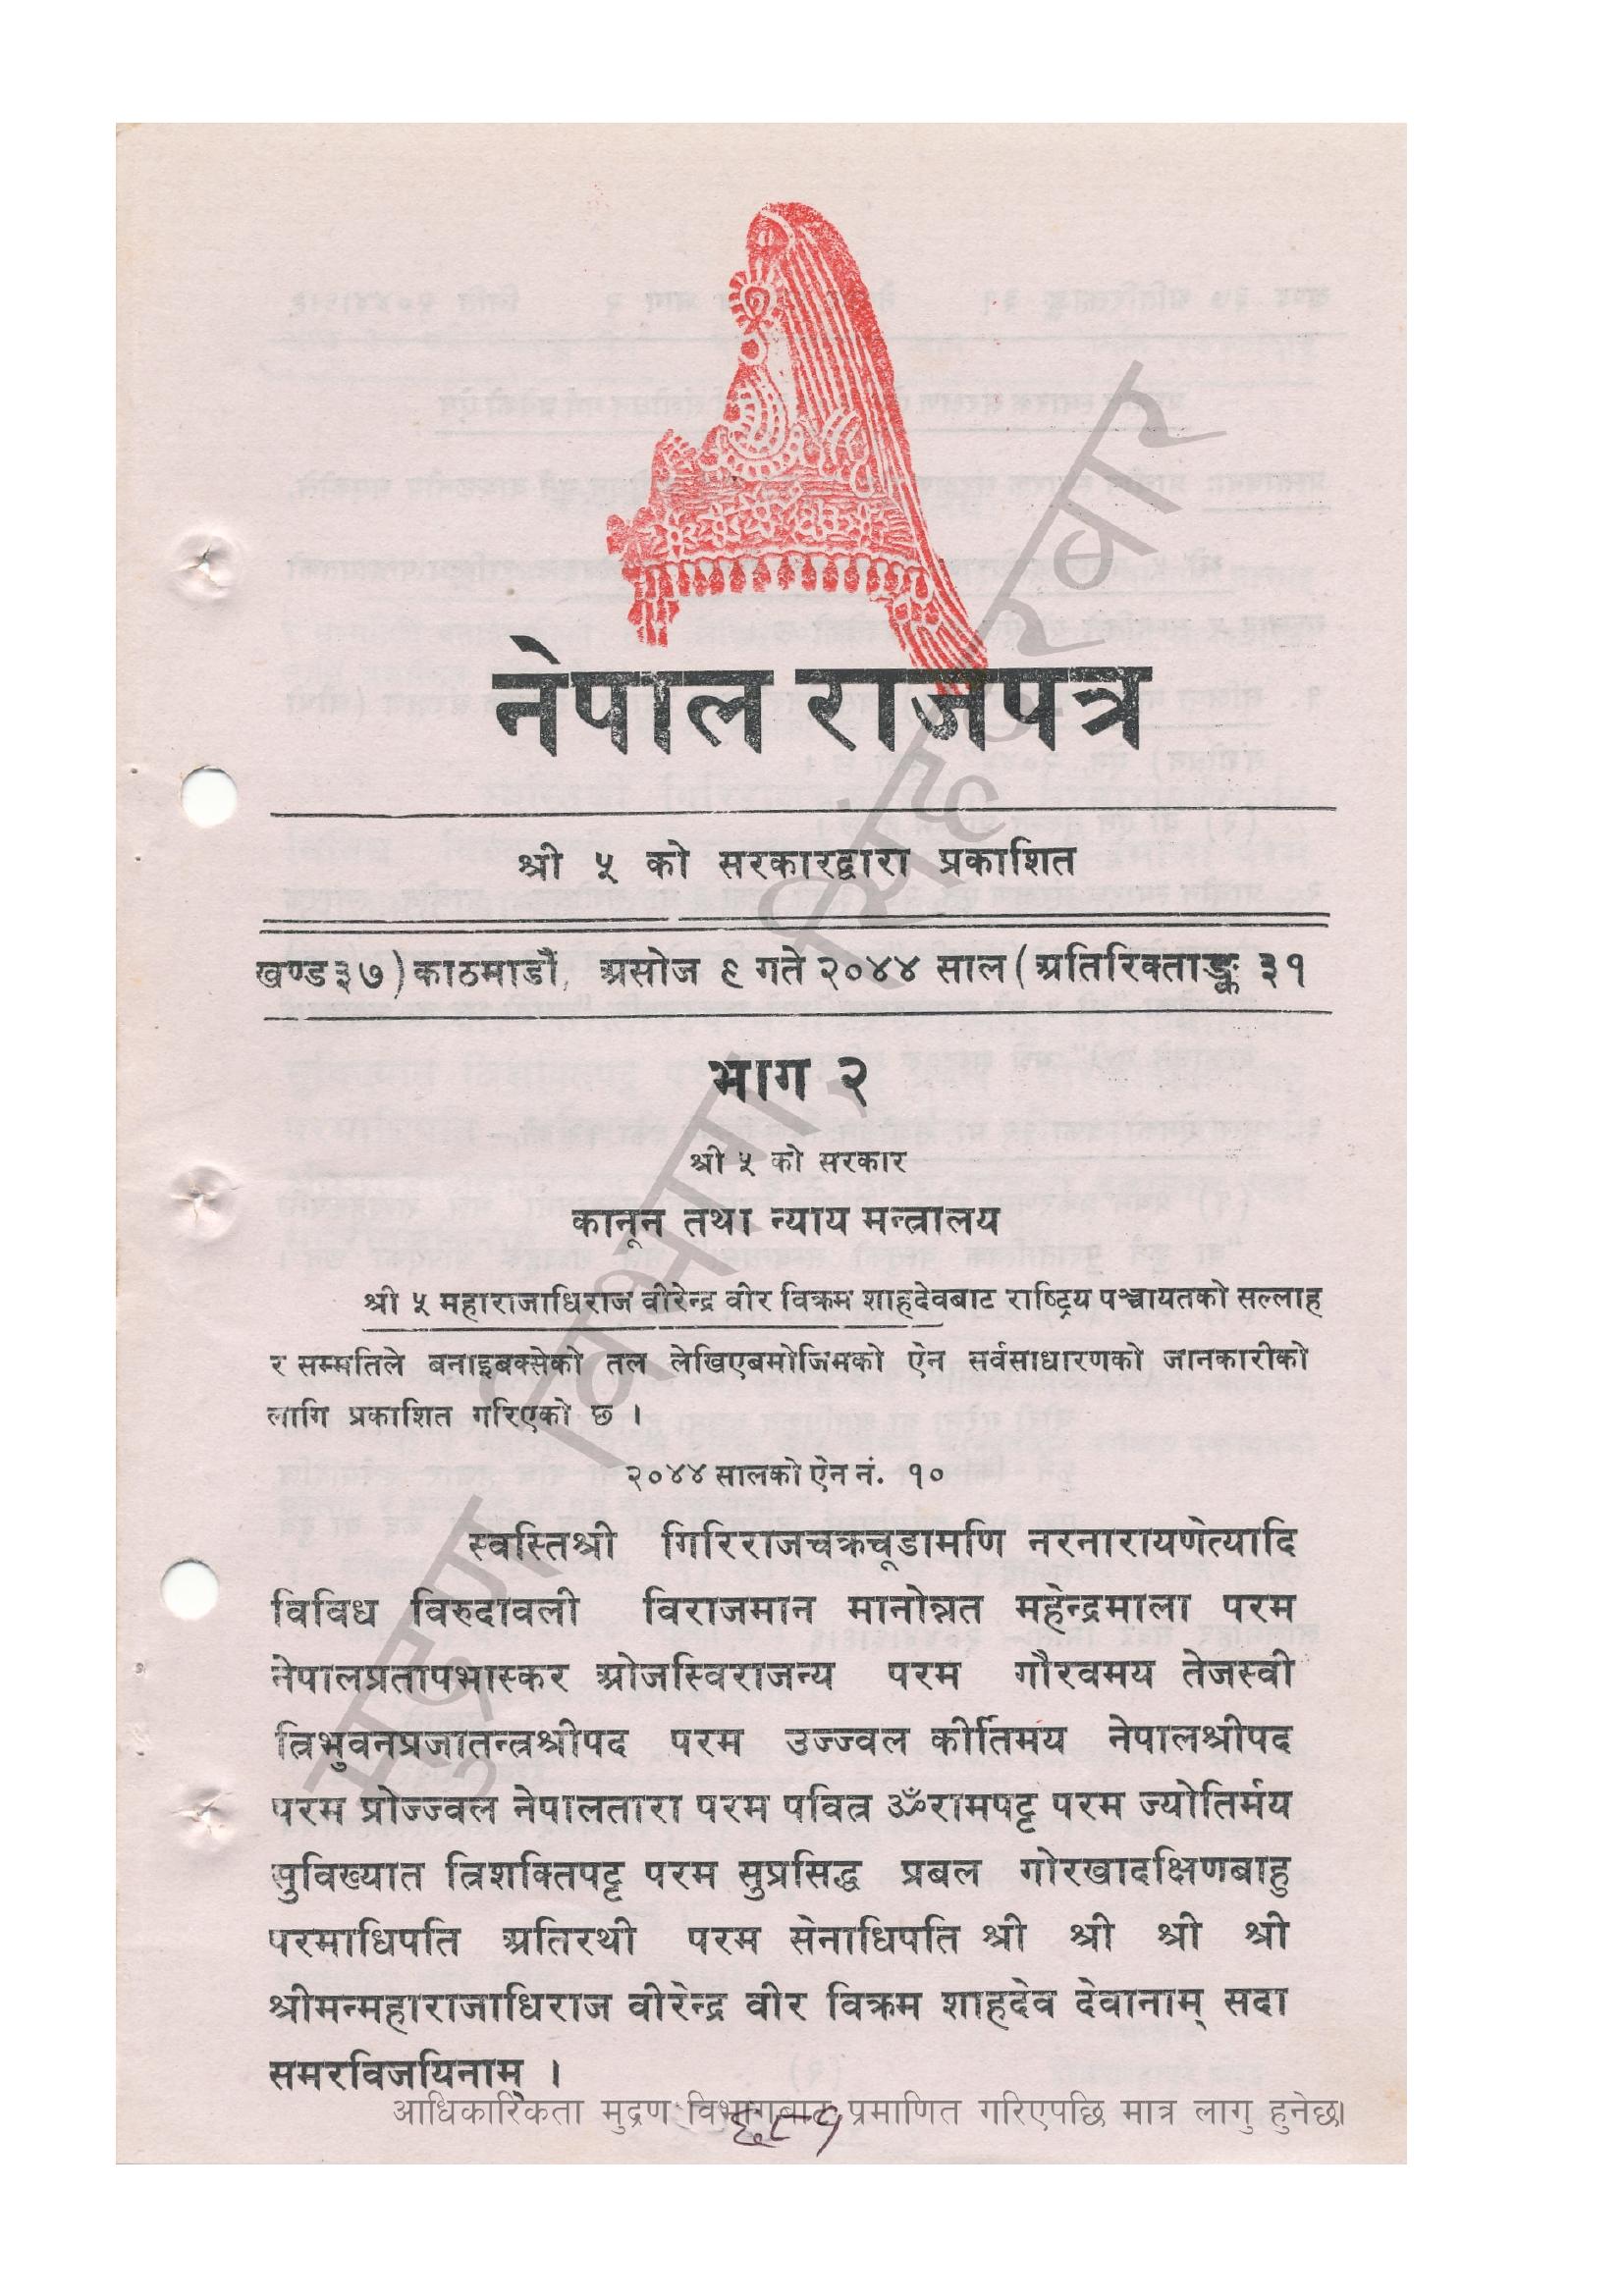 नेपाल राजपत्र
श्री ५ को सरकारद्वारा प्रकाशित
खण्ड ३७) काठमाडौं, असोज ९ गते २०४४ साल (अतिरिक्ताङ्क ३१
भाग २
श्री ५ को सरकार
कानून तथा न्याय मन्त्रालय
श्री ५ महाराजाधिराज वीरेन्द्र वीर विक्रम शाहदेवबाट राष्ट्रिय पञ्चायतको सल्लाह
र सम्मतिले बनाइबक्सेको तल लेखिएबमोजिमको ऐन सर्वसाधारणको जानकारीको
लागि प्रकाशित गरिएको छ ।
२०४४ सालको ऐन नं. १०
स्वस्तिश्री गिरिराजचक्रचूडामणि नरनारायणेत्यादि
विविध विरुदावली विराजमान मानोन्नत महेन्द्रमाला परम
नेपालप्रतापभास्कर ओजस्विराजन्य परम गौरवमय तेजस्वी
त्रिभुवनप्रजातन्त्रश्रीपद परम उज्ज्वल कीर्तिमय नेपालश्रीपद
परम प्रोज्ज्वल नेपालतारा परम पवित्र ॐरामपट्ट परम ज्योतिर्मय
सुविख्यात त्रिशक्तिपट्ट परम सुप्रसिद्ध प्रबल गोरखादक्षिणबाहु
परमाधिपति अतिरथी परम सेनाधिपति श्री श्री श्री श्री
श्रीमन्महाराजाधिराज वीरेन्द्र वीर विक्रम शाहदेव देवानाम् सदा
समरविजयिनाम् ।
आधिकारिकता मुद्रण विभागबाट प्रमाणित गरिएपछि मात्र लागु हुनेछ।
६८५
मुद्रण विभाग, सिंहदरबार